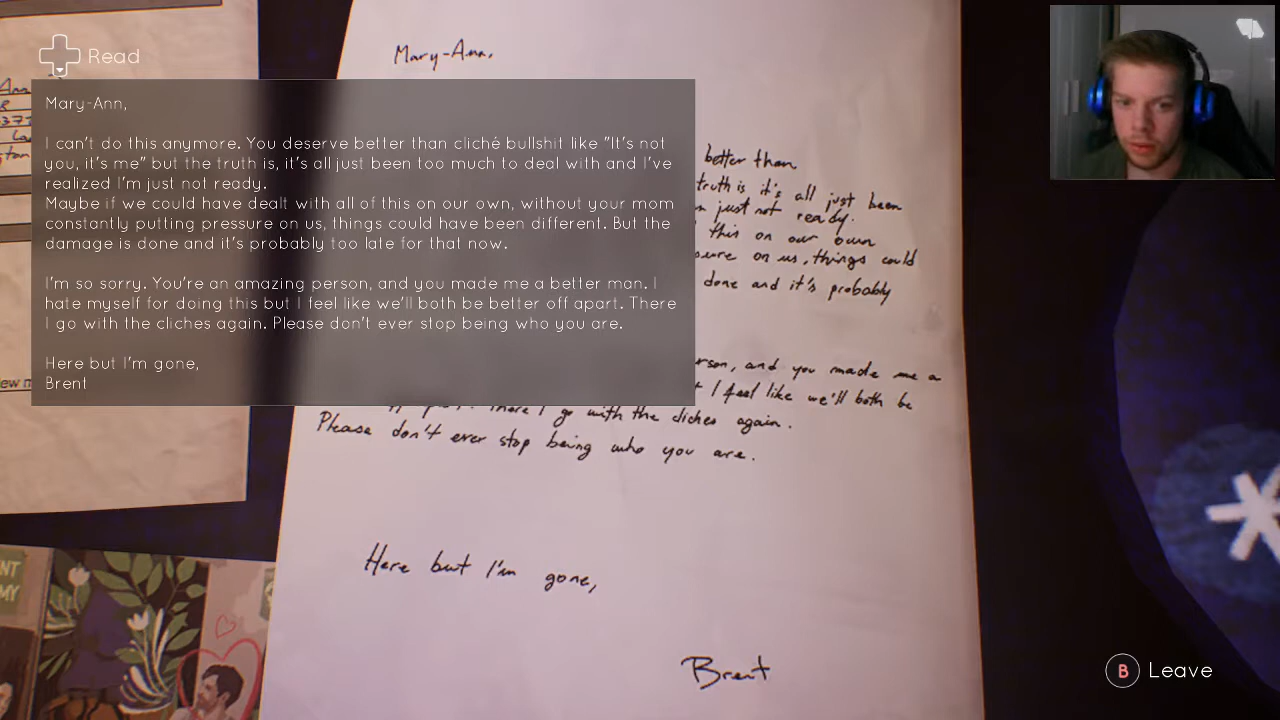 Read
Mary-Ann,
Mary-Ann,
I can't do this anymore. You deserve better than cliché bullshit like "It's not
you, it's me" but the truth is, it's all just been too much to deal with and I've
realized I'm just not ready.
Maybe if we could have dealt with all of this on our own, without your mom
constantly putting pressure on us, things could have been different. But the
damage is done and it's probably too late for that now.
I'm so sorry. You're an amazing person, and you made me a better man. I
hate myself for doing this but I feel like we'll both be better off apart. There
I go with the cliches again. Please don't ever stop being who you are.
Here but I'm gone,
Brent
better than
truth is it's all just been
just not ready.
this on our own
on us, things could
done and it's probably
and you made me a
I feel like we'll both be
There I go with the cliches again.
Please don't ever stop being who you are.
Here but I'm gone,
Brent
B Leave